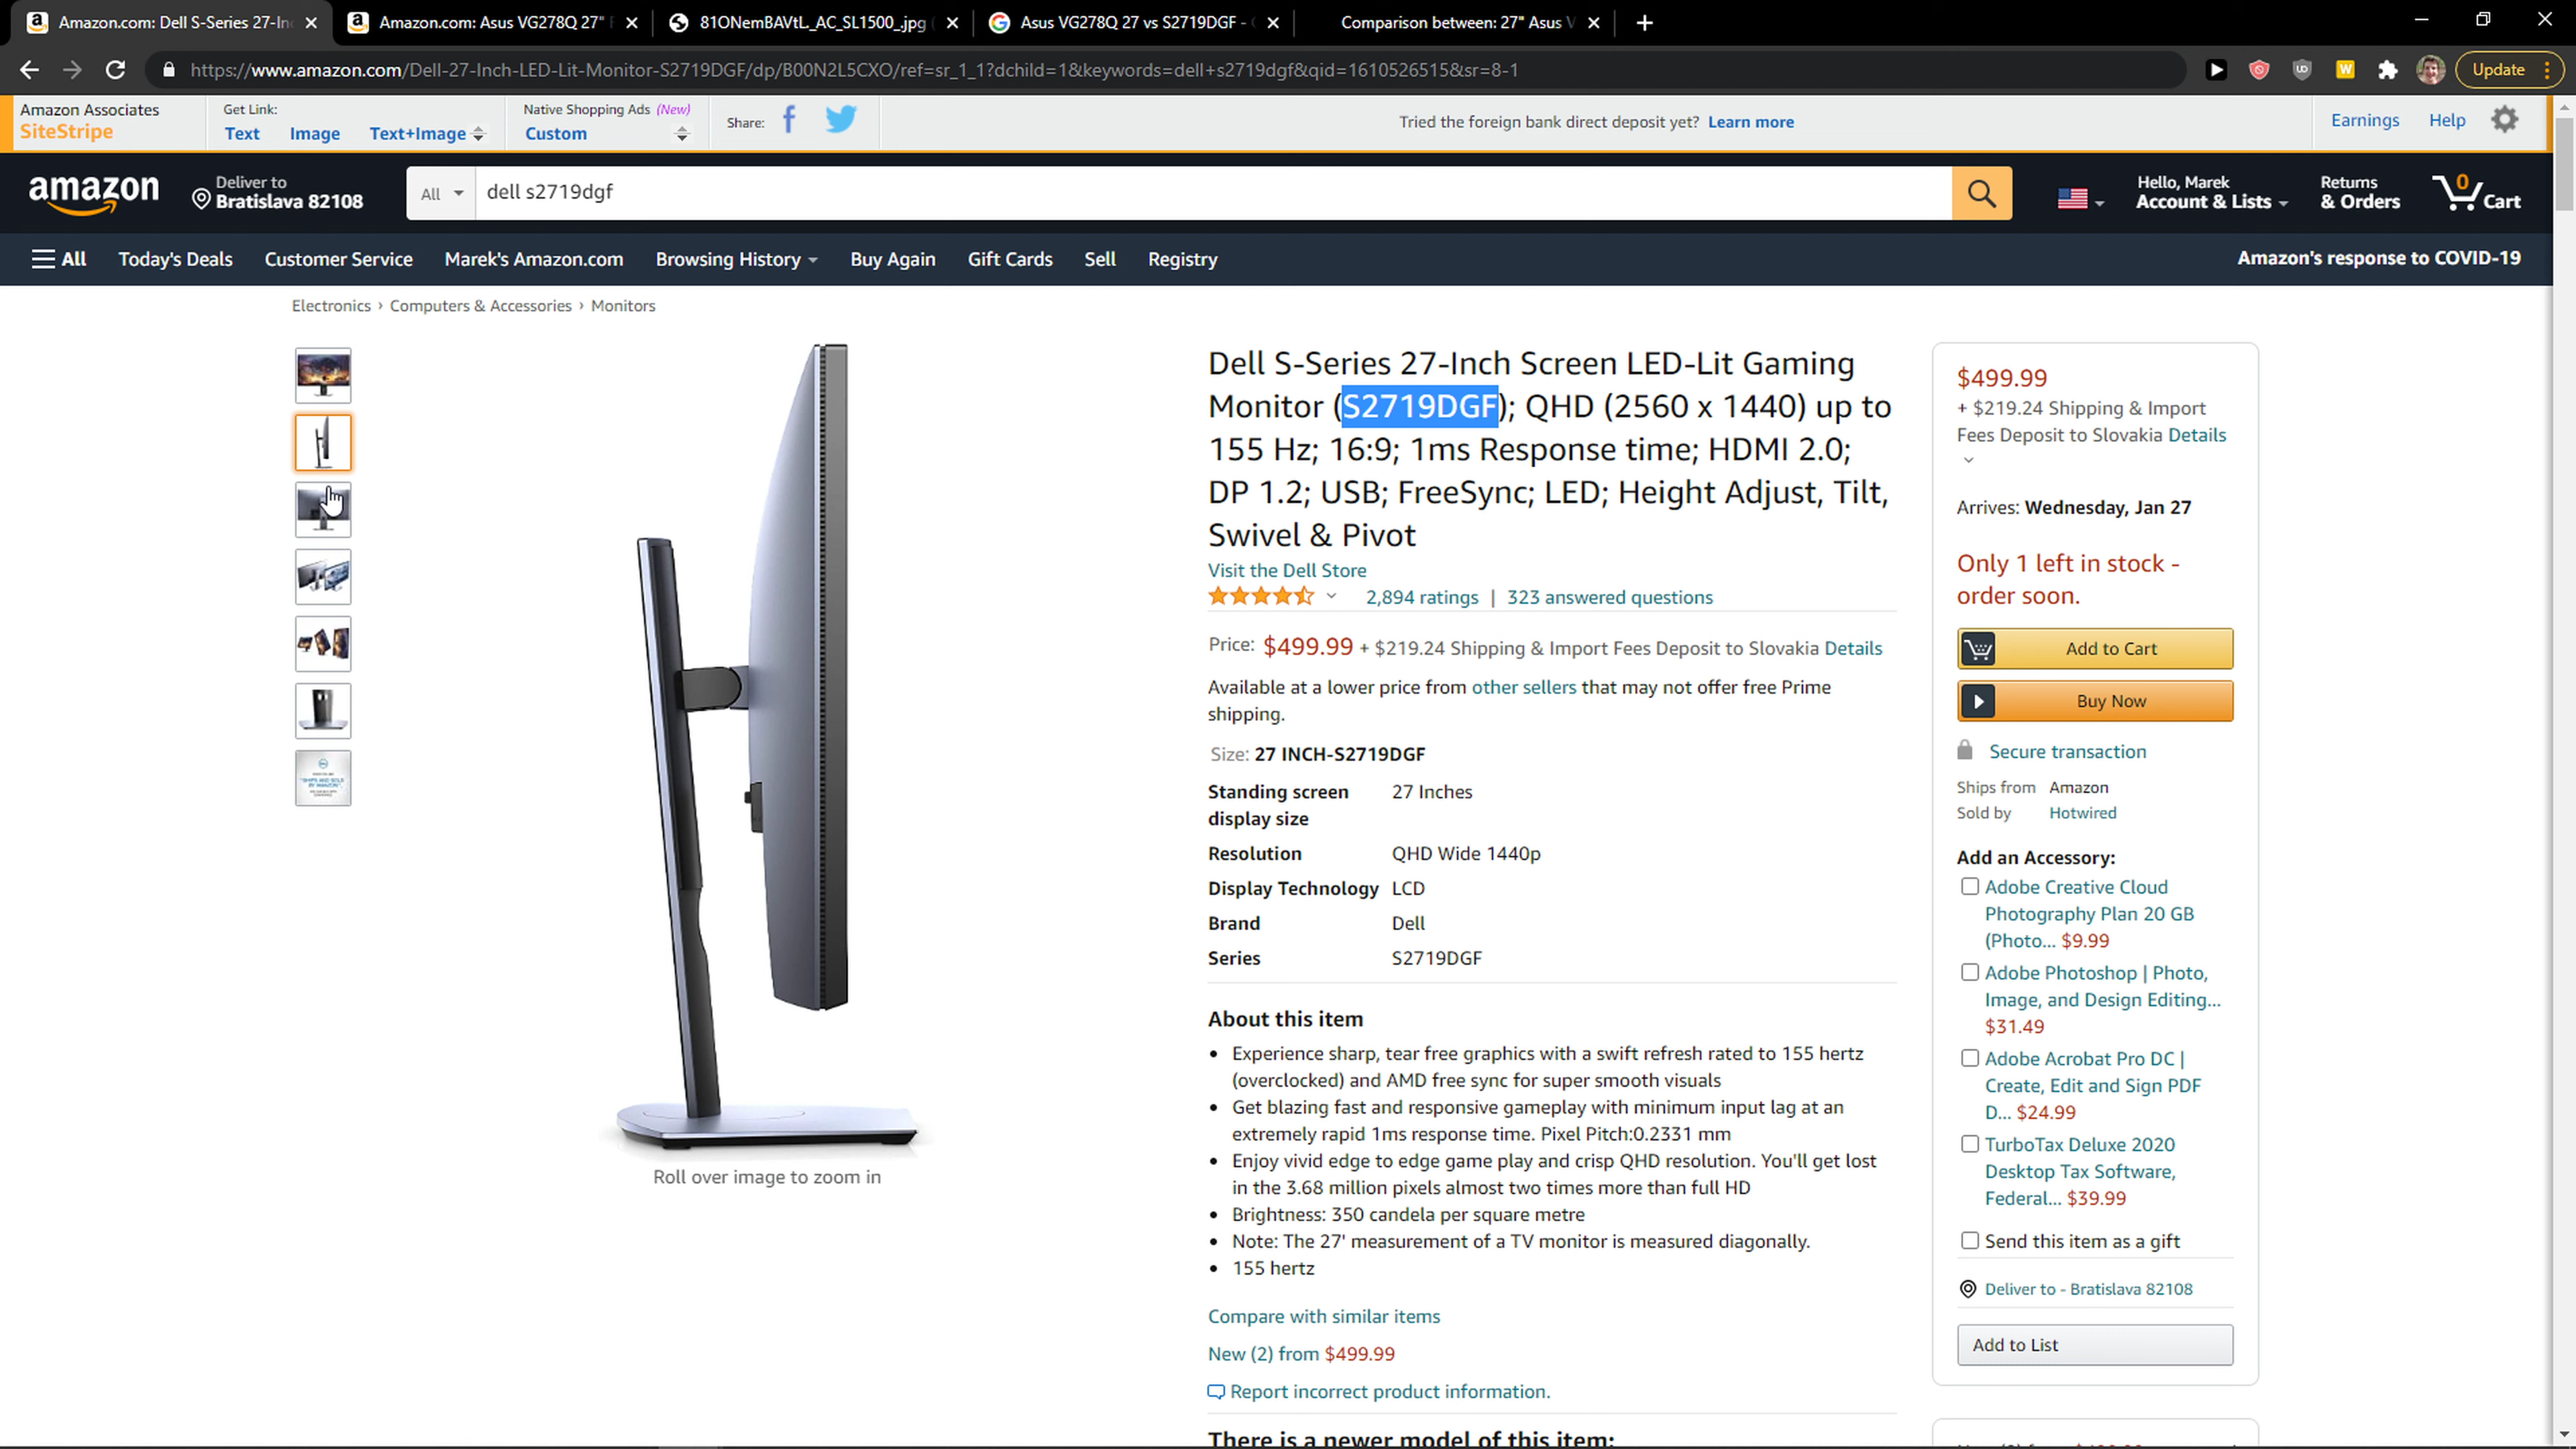 Amazon.com: Dell S-Series 27-In
Amazon.com: Asus VG278Q 27"
81ONemBAVtL._AC_SL1500_.jpg
Asus VG278Q 27 vs S2719DGF -
Comparison between: 27" Asus V
https://www.amazon.com/Dell-27-Inch-LED-Lit-Monitor-S2719DGF/dp/B00N2L5CXO/ref=sr_1_1?dchild=1&keywords=dell+s2719dgf&qid=1610526515&sr=8-1
Update
Amazon Associates
SiteStripe
Get Link:
Text Image Text+Image
Native Shopping Ads (New)
Custom
Share:
Tried the foreign bank direct deposit yet? Learn more
Earnings Help
amazon
Deliver to
Bratislava 82108
All
dell s2719dgf
Hello, Marek
Account & Lists
Returns
& Orders
0
Cart
All Today's Deals Customer Service Marek's Amazon.com Browsing History Buy Again Gift Cards Sell Registry
Amazon's response to COVID-19
Electronics › Computers & Accessories › Monitors
Roll over image to zoom in
Dell S-Series 27-Inch Screen LED-Lit Gaming
Monitor (S2719DGF); QHD (2560 x 1440) up to
155 Hz; 16:9; 1ms Response time; HDMI 2.0;
DP 1.2; USB; FreeSync; LED; Height Adjust, Tilt,
Swivel & Pivot
Visit the Dell Store
2,894 ratings | 323 answered questions
Price: $499.99 + $219.24 Shipping & Import Fees Deposit to Slovakia Details
Available at a lower price from other sellers that may not offer free Prime
shipping.
Size: 27 INCH-S2719DGF
Standing screen 27 Inches
display size
Resolution QHD Wide 1440p
Display Technology LCD
Brand Dell
Series S2719DGF
About this item
• Experience sharp, tear free graphics with a swift refresh rated to 155 hertz
(overclocked) and AMD free sync for super smooth visuals
• Get blazing fast and responsive gameplay with minimum input lag at an
extremely rapid 1ms response time. Pixel Pitch:0.2331 mm
• Enjoy vivid edge to edge game play and crisp QHD resolution. You'll get lost
in the 3.68 million pixels almost two times more than full HD
• Brightness: 350 candela per square metre
• Note: The 27' measurement of a TV monitor is measured diagonally.
• 155 hertz
Compare with similar items
New (2) from $499.99
Report incorrect product information.
There is a newer model of this item:
$499.99
+ $219.24 Shipping & Import
Fees Deposit to Slovakia Details
Arrives: Wednesday, Jan 27
Only 1 left in stock -
order soon.
Add to Cart
Buy Now
Secure transaction
Ships from Amazon
Sold by Hotwired
Add an Accessory:
Adobe Creative Cloud
Photography Plan 20 GB
(Photo... $9.99
Adobe Photoshop | Photo,
Image, and Design Editing...
$31.49
Adobe Acrobat Pro DC |
Create, Edit and Sign PDF
D... $24.99
TurboTax Deluxe 2020
Desktop Tax Software,
Federal... $39.99
Send this item as a gift
Deliver to - Bratislava 82108
Add to List